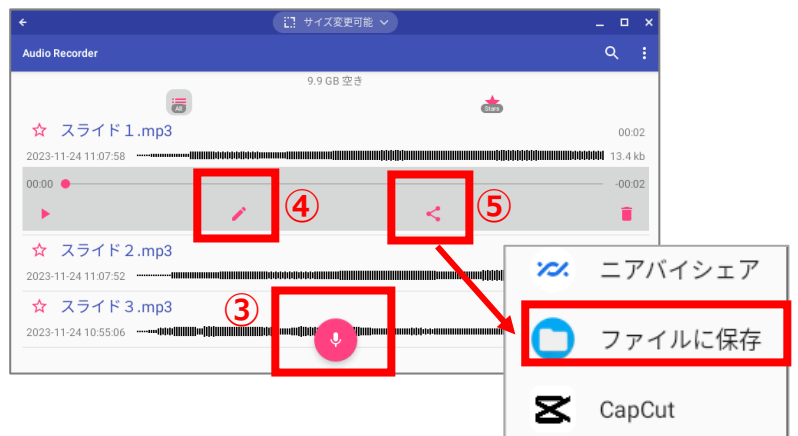 サイズ変更可能
Audio Recorder
9.9 GB 空き
All
Stars
スライド１.mp3
00:02
2023-11-24 11:07:58
13.4 kb
00:00
-00:02
④
⑤
スライド２.mp3
2023-11-24 11:07:52
スライド３.mp3
③
2023-11-24 10:55:06
ニアバイシェア
ファイルに保存
CapCut